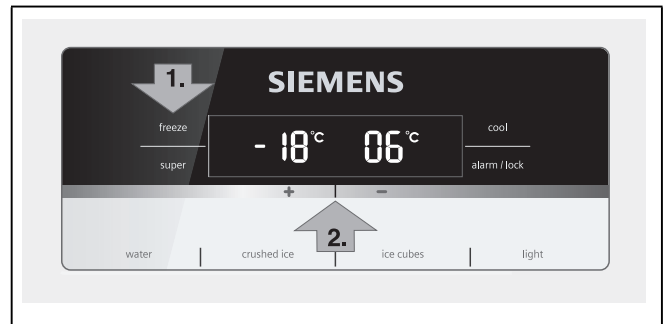 1.
SIEMENS
freeze
super
-18°C 06°C
cool
alarm / lock
+ −
2.
water crushed ice ice cubes light